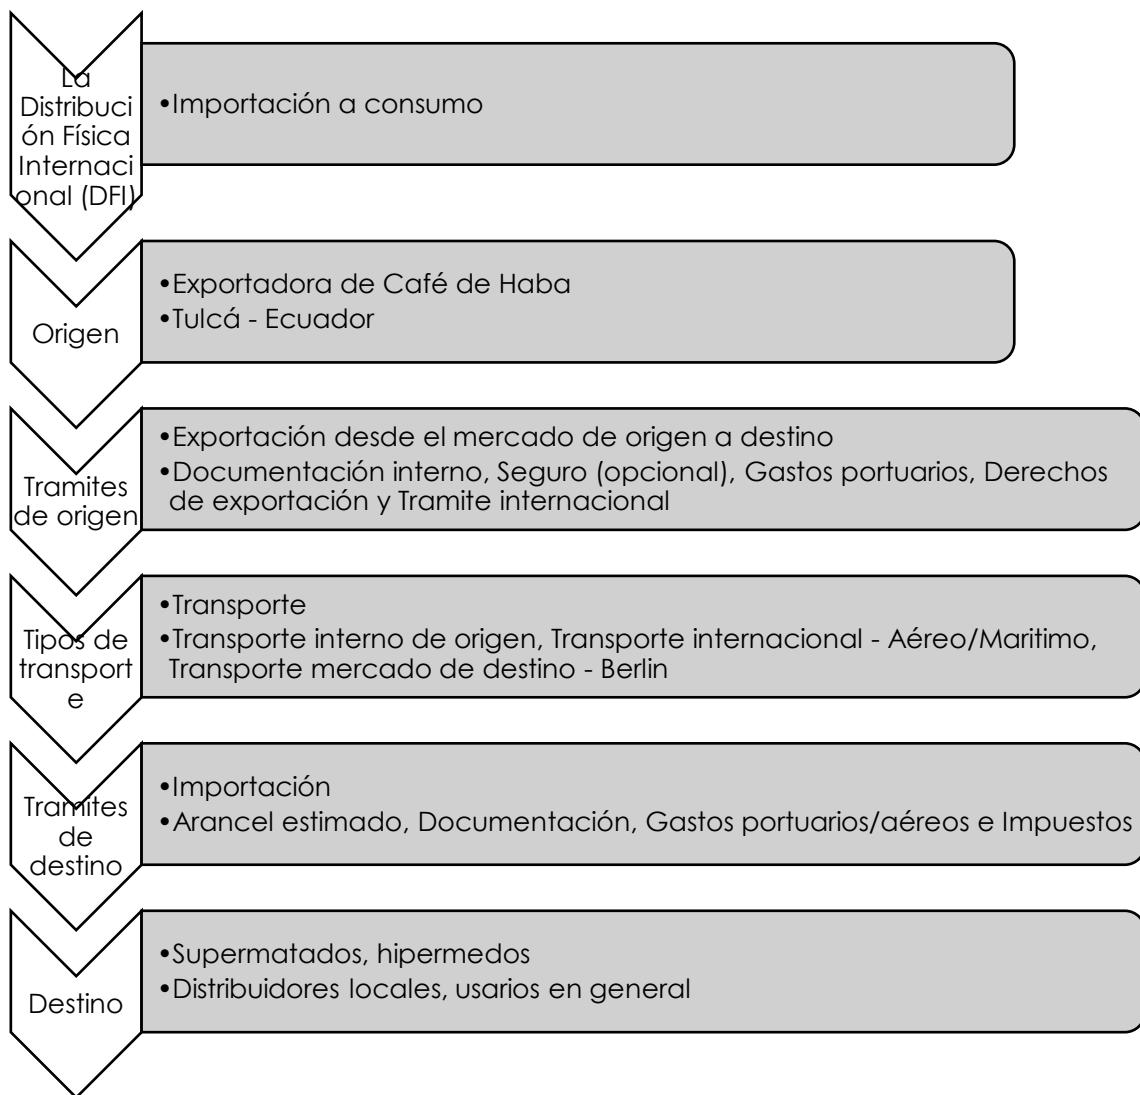 La
Distribuci
ón Física
Internaci
onal (DFI)
•Importación a consumo
Origen
•Exportadora de Café de Haba
•Tulcá - Ecuador
Tramites
de origen
•Exportación desde el mercado de origen a destino
•Documentación interno, Seguro (opcional), Gastos portuarios, Derechos
de exportación y Tramite internacional
Tipos de
transport
e
•Transporte
•Transporte interno de origen, Transporte internacional - Aéreo/Maritimo,
Transporte mercado de destino - Berlin
Tramites
de
destino
•Importación
•Arancel estimado, Documentación, Gastos portuarios/aéreos e Impuestos
Destino
•Supermatados, hipermedos
•Distribuidores locales, usarios en general